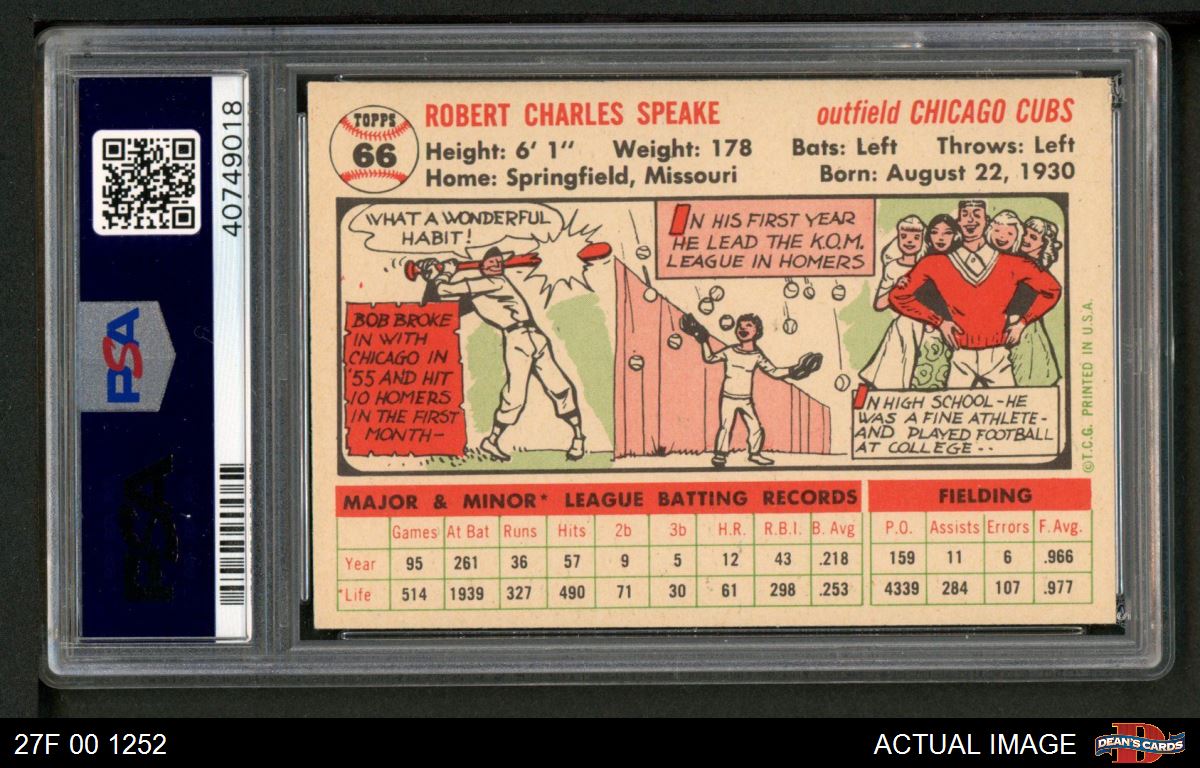 40749018
PSA
PSA
TOPPS
66
ROBERT CHARLES SPEAKE
outfield CHICAGO CUBS
Height: 6' 1" Weight: 178 Bats: Left Throws: Left
Home: Springfield, Missouri Born: August 22, 1930
WHAT A WONDERFUL
HABIT!
BOB BROKE
IN WITH
CHICAGO IN
'55 AND HIT
10 HOMERS
IN THE FIRST
MONTH-
IN HIS FIRST YEAR
HE LEAD THE K.O.M.
LEAGUE IN HOMERS
IN HIGH SCHOOL - HE
WAS A FINE ATHLETE -
AND PLAYED FOOTBALL
AT COLLEGE - -
©T.C.G. PRINTED IN U.S.A.
MAJOR & MINOR* LEAGUE BATTING RECORDS FIELDING
Games At Bat Runs Hits 2b 3b H.R. R.B.I. B. Avg P.O. Assists Errors F. Avg.
Year 95 261 36 57 9 5 12 43 .218 159 11 6 .966
*Life 514 1939 327 490 71 30 61 298 .253 4339 284 107 .977
27F 00 1252
ACTUAL IMAGE
D
DEAN'S CARDS